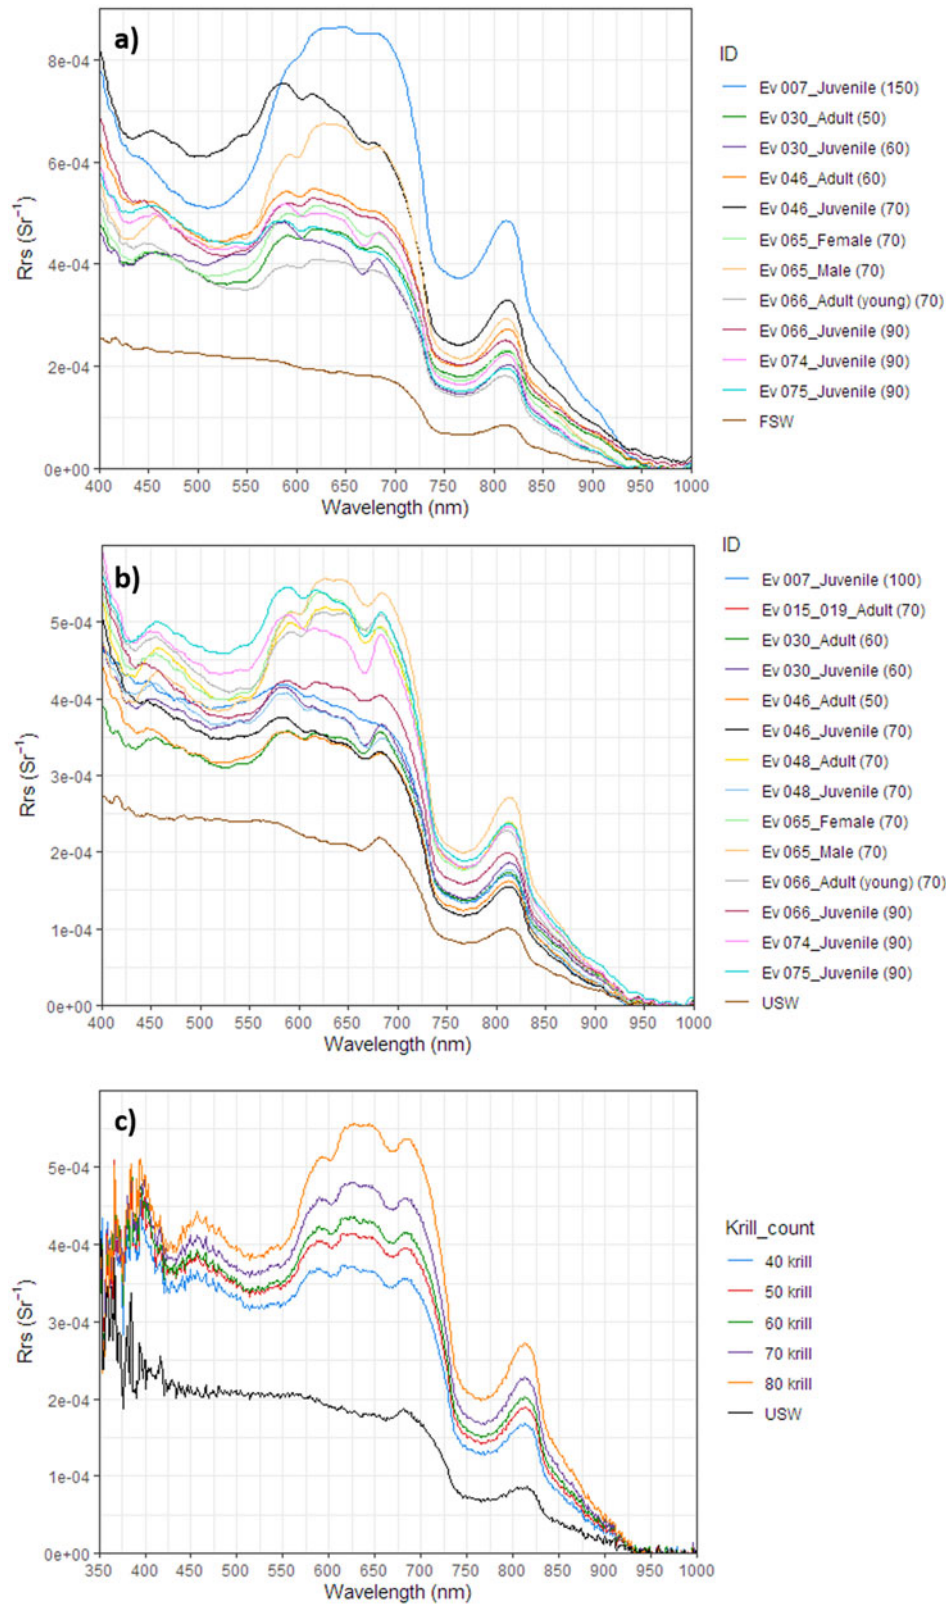 a)
Rrs (Sr⁻¹)
8e-04
6e-04
4e-04
2e-04
0e+00
400 450 500 550 600 650 700 750 800 850 900 950 1000
Wavelength (nm)
ID
Ev 007_Juvenile (150)
Ev 030_Adult (50)
Ev 030_Juvenile (60)
Ev 046_Adult (60)
Ev 046_Juvenile (70)
Ev 065_Female (70)
Ev 065_Male (70)
Ev 066_Adult (young) (70)
Ev 066_Juvenile (90)
Ev 074_Juvenile (90)
Ev 075_Juvenile (90)
FSW
b)
Rrs (Sr⁻¹)
5e-04
4e-04
3e-04
2e-04
1e-04
0e+00
400 450 500 550 600 650 700 750 800 850 900 950 1000
Wavelength (nm)
ID
Ev 007_Juvenile (100)
Ev 015_019_Adult (70)
Ev 030_Adult (60)
Ev 030_Juvenile (60)
Ev 046_Adult (50)
Ev 046_Juvenile (70)
Ev 048_Adult (70)
Ev 048_Juvenile (70)
Ev 065_Female (70)
Ev 065_Male (70)
Ev 066_Adult (young) (70)
Ev 066_Juvenile (90)
Ev 074_Juvenile (90)
Ev 075_Juvenile (90)
USW
c)
Rrs (Sr⁻¹)
5e-04
4e-04
3e-04
2e-04
1e-04
0e+00
350 400 450 500 550 600 650 700 750 800 850 900 950 1000
Wavelength (nm)
Krill_count
40 krill
50 krill
60 krill
70 krill
80 krill
USW